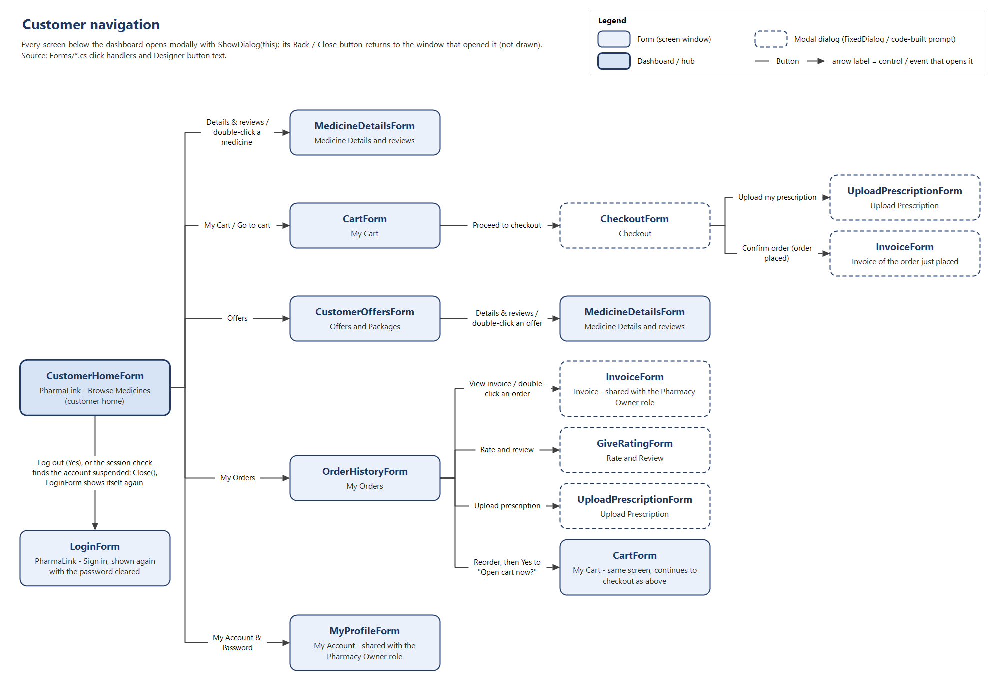 Customer navigation
Every screen below the dashboard opens modally with ShowDialog(this); its Back / Close button returns to the window that opened it (not drawn).
Source: Forms/*.cs click handlers and Designer button text.
Legend
Form (screen window)
Modal dialog (FixedDialog / code-built prompt)
Dashboard / hub
Button
arrow label = control / event that opens it
Details & reviews /
double-click a
medicine
MedicineDetailsForm
Medicine Details and reviews
My Cart / Go to cart
CartForm
My Cart
Proceed to checkout
CheckoutForm
Checkout
Upload my prescription
UploadPrescriptionForm
Upload Prescription
Confirm order (order
placed)
InvoiceForm
Invoice of the order just placed
Offers
CustomerOffersForm
Offers and Packages
Details & reviews /
double-click an offer
MedicineDetailsForm
Medicine Details and reviews
CustomerHomeForm
PharmaLink - Browse Medicines
(customer home)
Log out (Yes), or the session check
finds the account suspended: Close(),
LoginForm shows itself again
LoginForm
PharmaLink - Sign in, shown again
with the password cleared
My Orders
OrderHistoryForm
My Orders
View invoice / double-
click an order
InvoiceForm
Invoice - shared with the Pharmacy
Owner role
Rate and review
GiveRatingForm
Rate and Review
Upload prescription
UploadPrescriptionForm
Upload Prescription
Reorder, then Yes to
"Open cart now?"
CartForm
My Cart - same screen, continues to
checkout as above
My Account &
Password
MyProfileForm
My Account - shared with the
Pharmacy Owner role